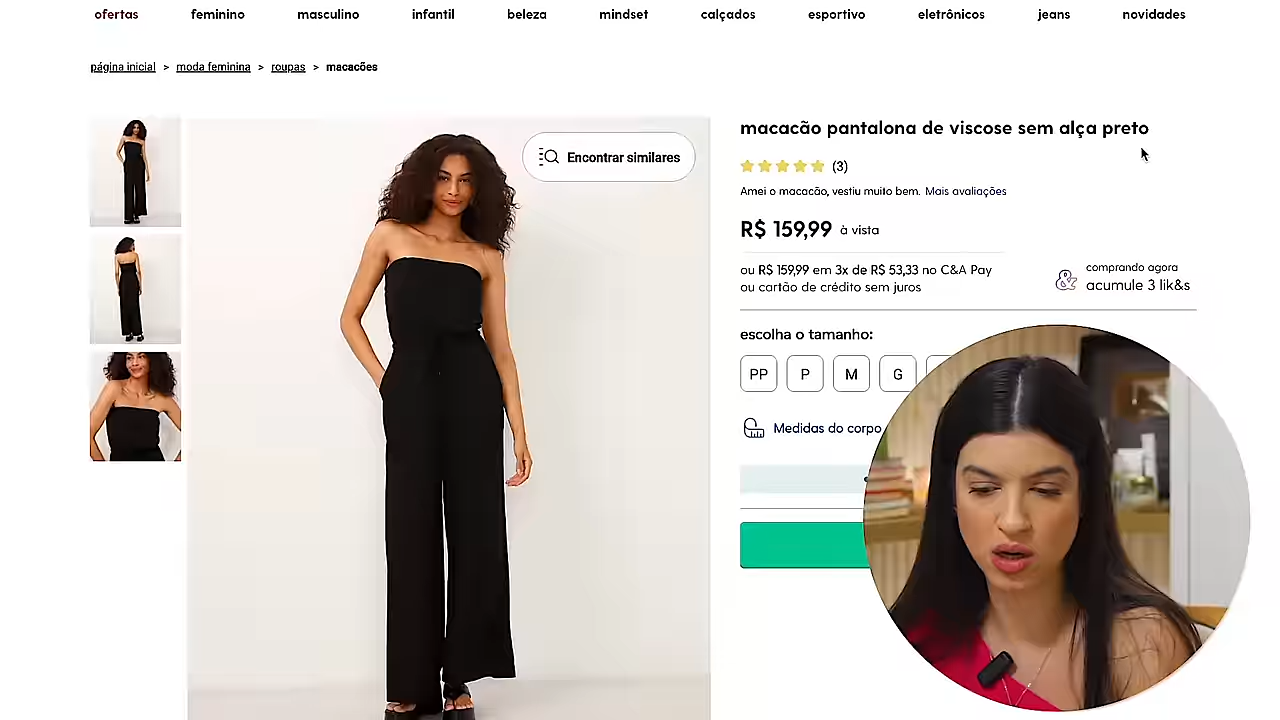 ofertas feminino masculino infantil beleza mindset calçados esportivo eletrônicos jeans novidades
página inicial > moda feminina > roupas > macacões
Encontrar similares
macacão pantalona de viscose sem alça preto
(3)
Amei o macacão, vestiu muito bem. Mais avaliações
R$ 159,99 à vista
ou R$ 159,99 em 3x de R$ 53,33 no C&A Pay
ou cartão de crédito sem juros
comprando agora
acumule 3 lik&s
escolha o tamanho:
PP P M G
Medidas do corpo